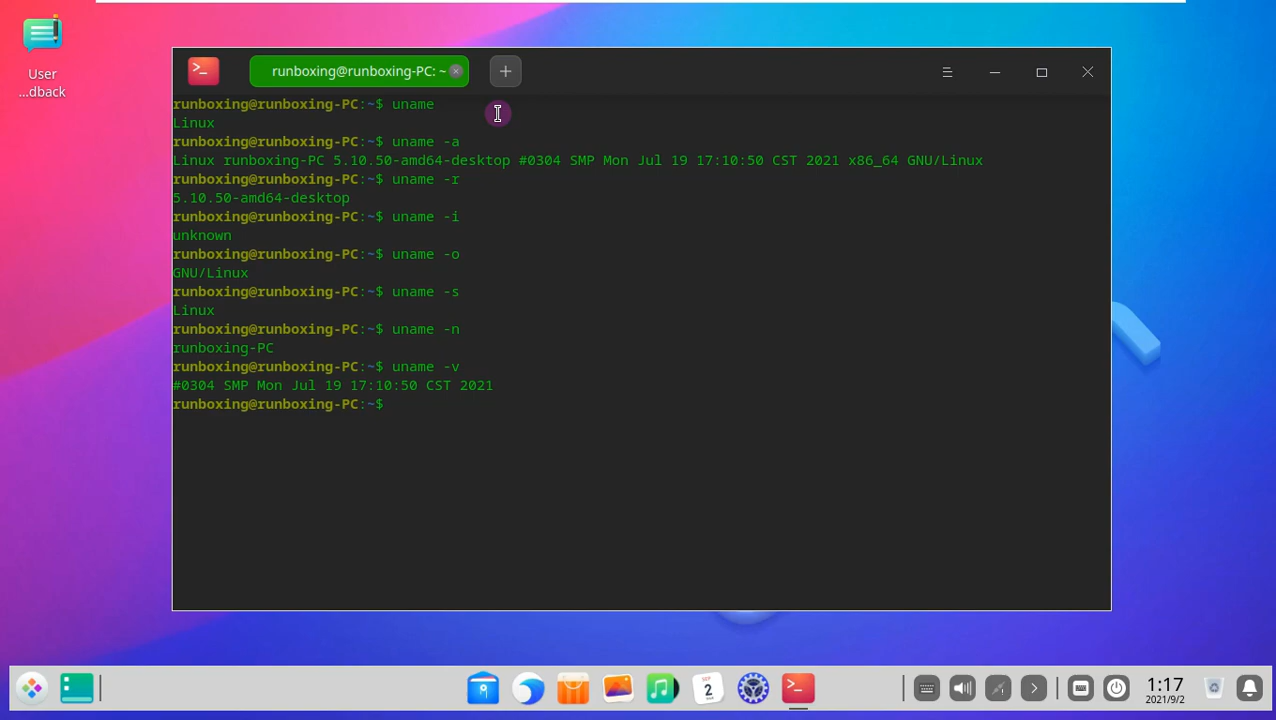 User
...dback
runboxing@runboxing-PC: ~
runboxing@runboxing-PC:~$ uname
Linux
runboxing@runboxing-PC:~$ uname -a
Linux runboxing-PC 5.10.50-amd64-desktop #0304 SMP Mon Jul 19 17:10:50 CST 2021 x86_64 GNU/Linux
runboxing@runboxing-PC:~$ uname -r
5.10.50-amd64-desktop
runboxing@runboxing-PC:~$ uname -i
unknown
runboxing@runboxing-PC:~$ uname -o
GNU/Linux
runboxing@runboxing-PC:~$ uname -s
Linux
runboxing@runboxing-PC:~$ uname -n
runboxing-PC
runboxing@runboxing-PC:~$ uname -v
#0304 SMP Mon Jul 19 17:10:50 CST 2021
runboxing@runboxing-PC:~$
SEP
2
1:17
2021/9/2